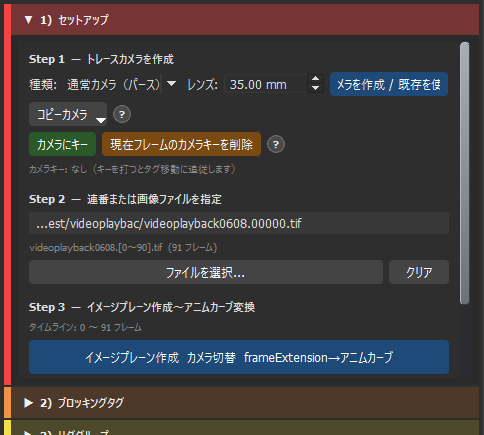 ▼ 1) セットアップ
Step 1 — トレースカメラを作成
種類: 通常カメラ (パース) レンズ: 35.00 mm メラを作成 / 既存を使
コピーカメラ ?
カメラにキー 現在フレームのカメラキーを削除 ?
カメラキー: なし (キーを打つとタグ移動に追従します)
Step 2 — 連番または画像ファイルを指定
...est/videoplaybac/videoplayback0608.00000.tif
videoplayback0608.[0~90].tif (91 フレーム)
ファイルを選択... クリア
Step 3 — イメージプレーン作成~アニムカーブ変換
タイムライン: 0 ~ 91 フレーム
イメージプレーン作成 カメラ切替 frameExtension→アニムカーブ
▶ 2) ブロッキングタグ
▶ 3) リググループ